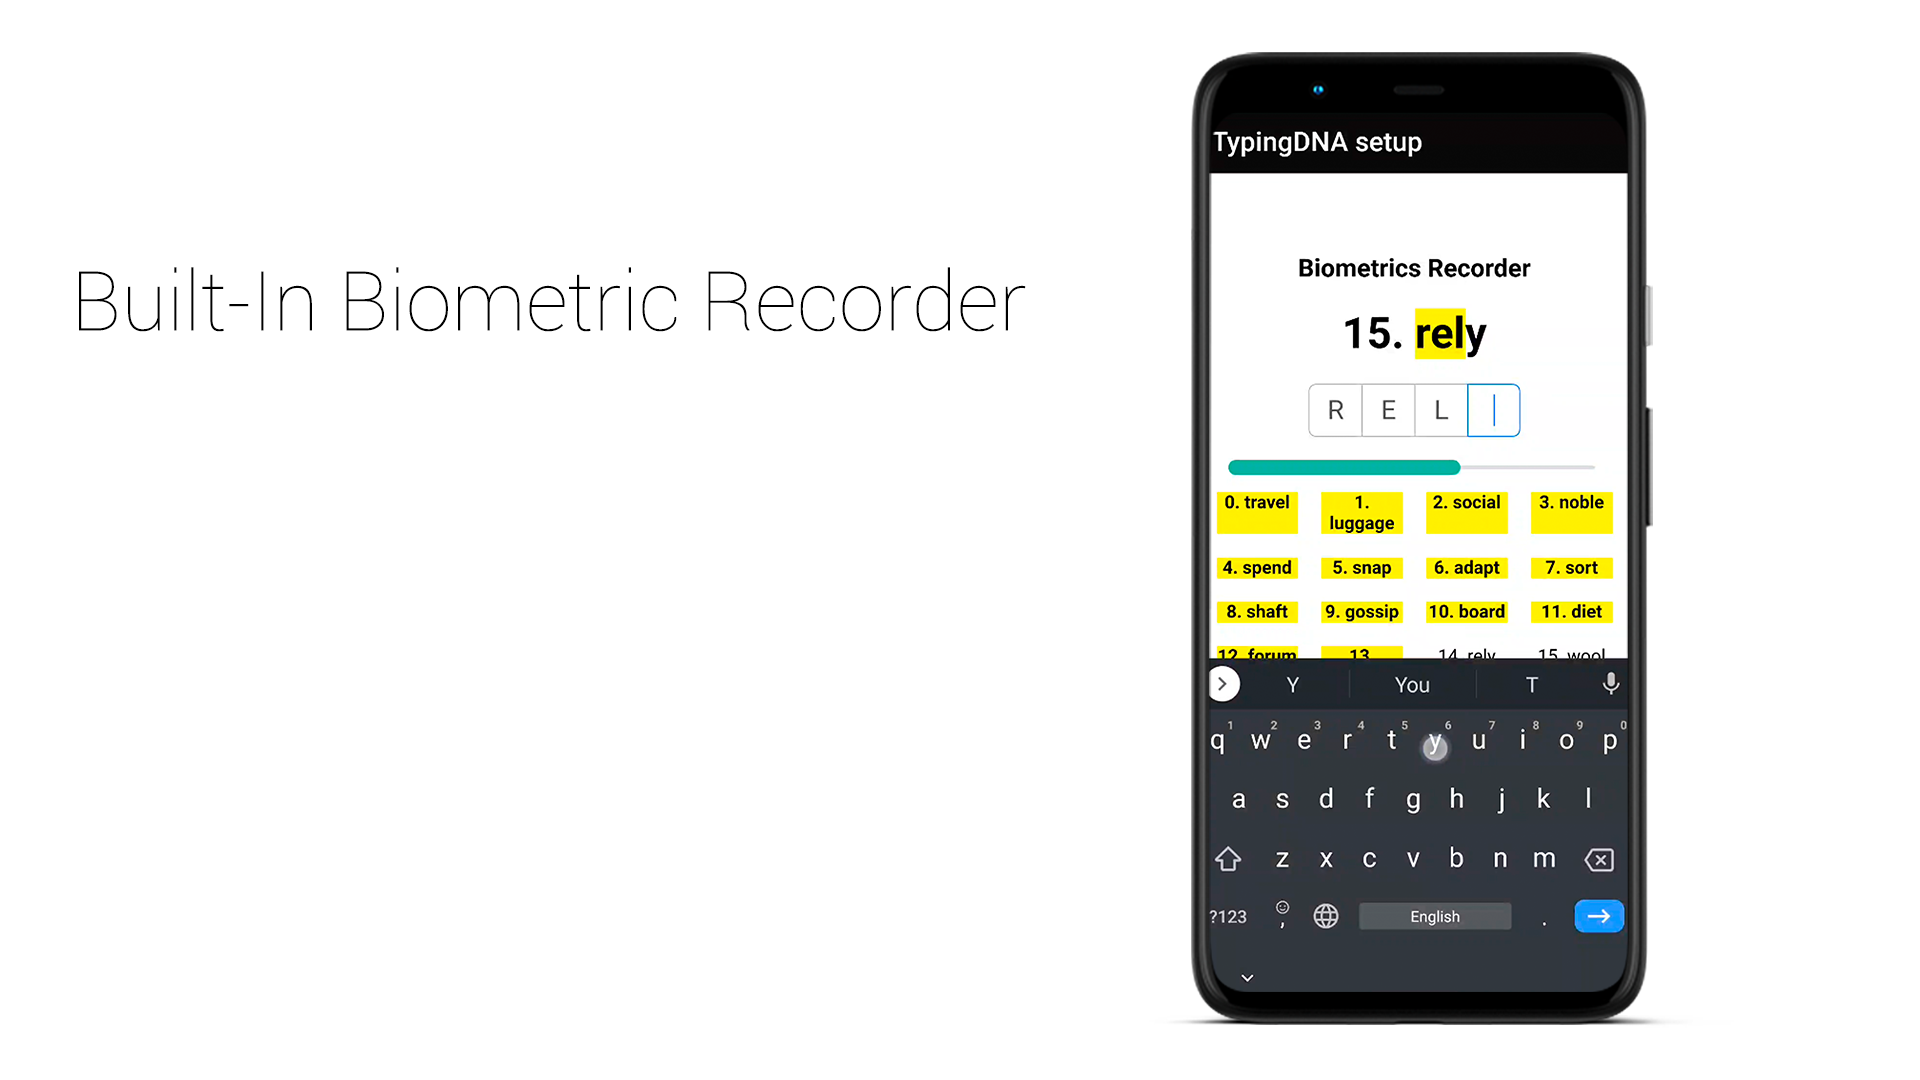 Built-In Biometric Recorder
TypingDNA setup
Biometrics Recorder
15. rely
R E L
0. travel 1. luggage 2. social 3. noble
4. spend 5. snap 6. adapt 7. sort
8. shaft 9. gossip 10. board 11. diet
12. forum 13. 14. rely 15. wool
Y You T
1 2 3 4 5 6 7 8 9 0
q w e r t y u i o p
a s d f g h j k l
z x c v b n m
?123 , English .